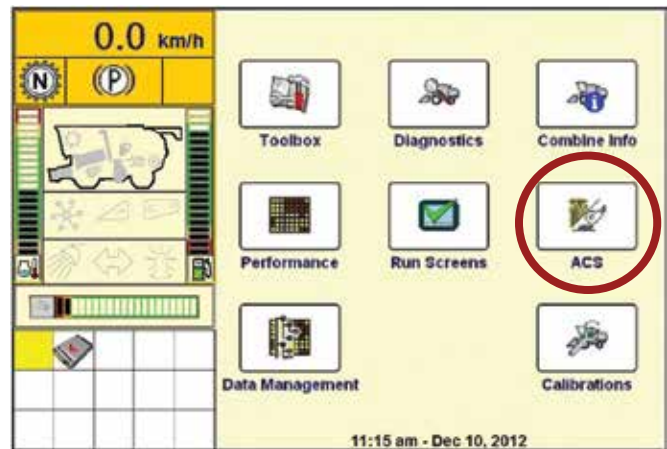 0.0 km/h
N (P)
Toolbox Diagnostics Combine Info
Performance Run Screens ACS
Data Management Calibrations
11:15 am - Dec 10, 2012